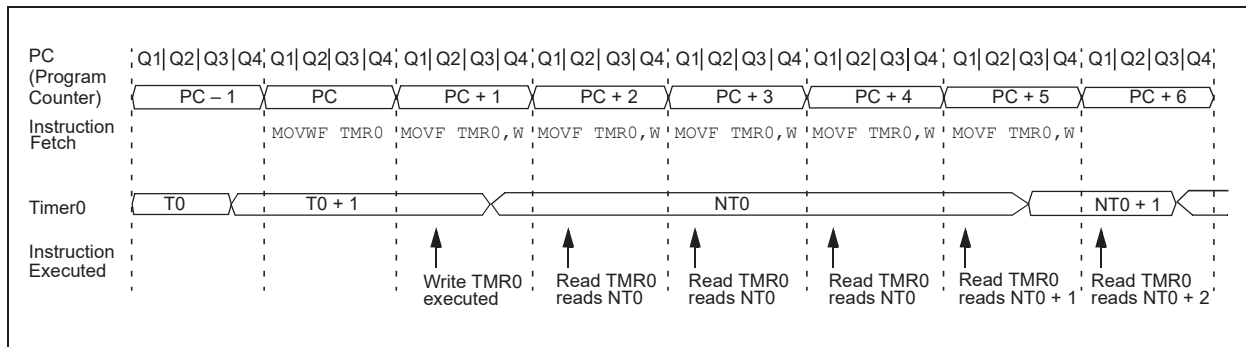 PC
(Program
Counter)
Q1| Q2| Q3| Q4 Q1| Q2| Q3| Q4 Q1| Q2| Q3| Q4 Q1| Q2| Q3| Q4 Q1| Q2| Q3| Q4 Q1| Q2| Q3| Q4 Q1| Q2| Q3| Q4 Q1| Q2| Q3| Q4
PC – 1 PC PC + 1 PC + 2 PC + 3 PC + 4 PC + 5 PC + 6
Instruction
Fetch
MOVWF TMR0 MOVF TMR0,W MOVF TMR0,W MOVF TMR0,W MOVF TMR0,W MOVF TMR0,W
Timer0
T0 T0 + 1 NT0 NT0 + 1
Instruction
Executed
Write TMR0
executed
Read TMR0
reads NT0
Read TMR0
reads NT0
Read TMR0
reads NT0
Read TMR0
reads NT0 + 1
Read TMR0
reads NT0 + 2